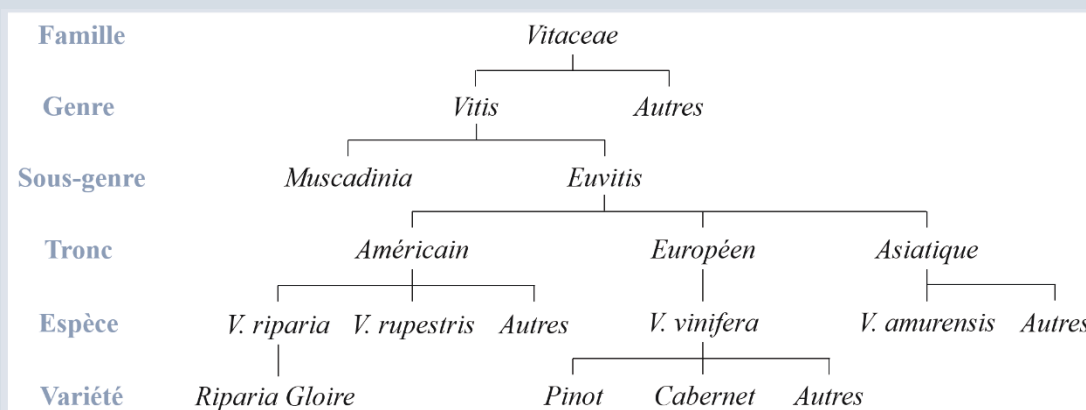 Famille Vitaceae
Genre Vitis Autres
Sous-genre Muscadinia Euvitis
Tronc Américain Européen Asiatique
Espèce V. riparia V. rupestris Autres V. vinifera V. amurensis Autres
Variété Riparia Gloire Pinot Cabernet Autres